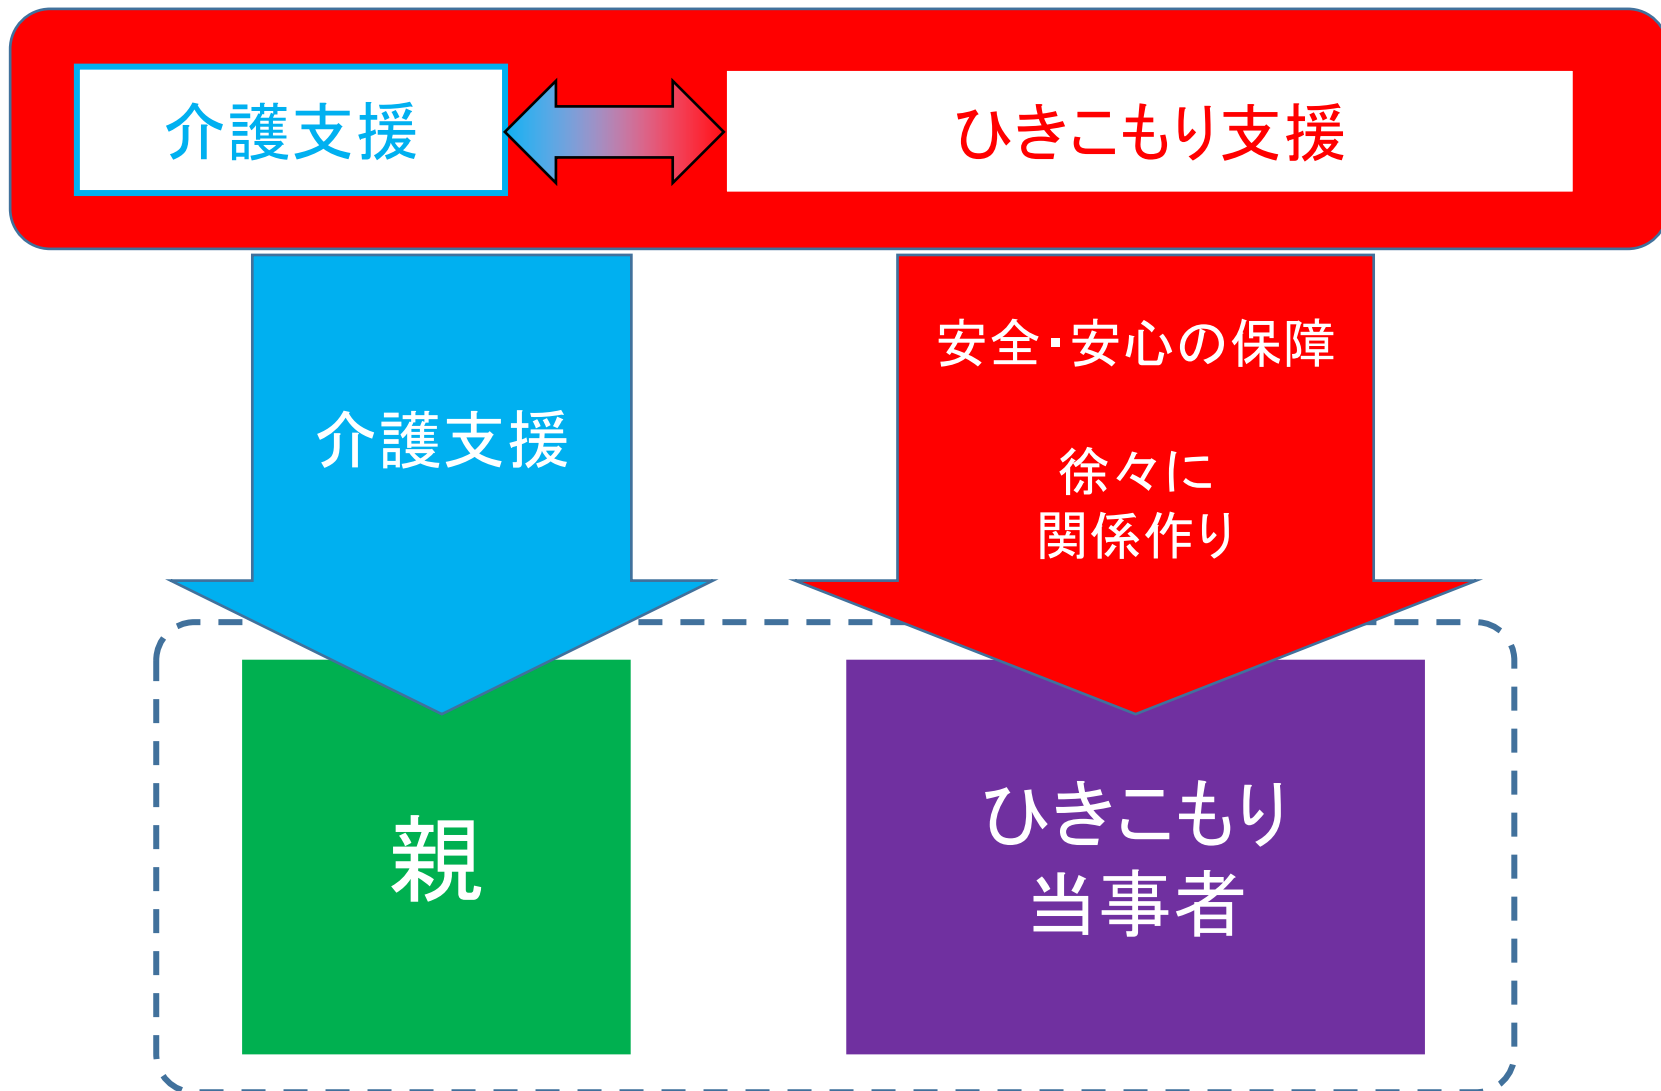 介護支援
ひきこもり支援
介護支援
安全・安心の保障
徐々に
関係作り
親
ひきこもり
当事者